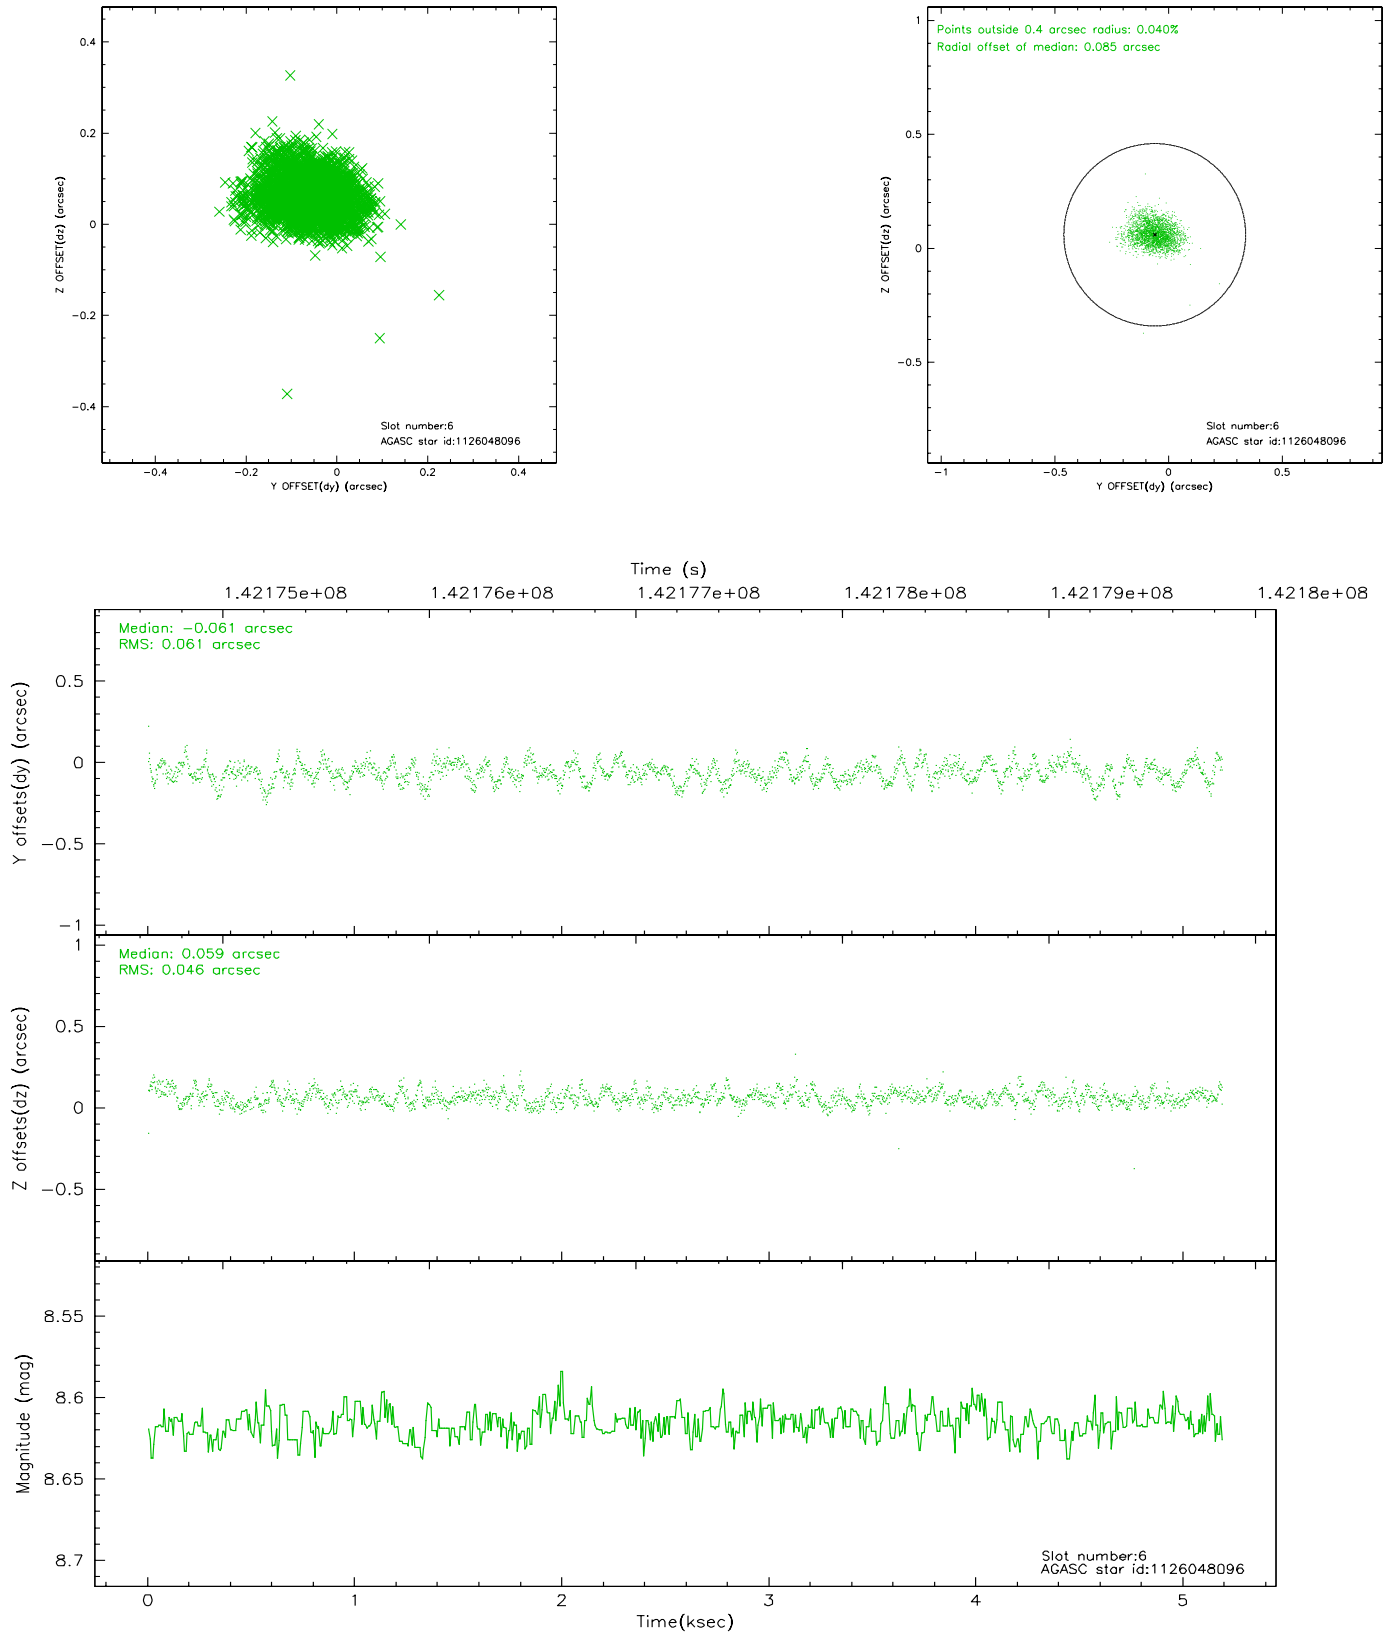 0.4
0.2
0
−0.2
−0.4
Z OFFSET(dz) (arcsec)
−0.4
−0.2
0
0.2
0.4
Y OFFSET(dy) (arcsec)
Slot number:6
AGASC star id:1126048096
Points outside 0.4 arcsec radius: 0.040%
Radial offset of median: 0.085 arcsec
1
0.5
0
−0.5
Z OFFSET(dz) (arcsec)
−1
−0.5
0
0.5
Y OFFSET(dy) (arcsec)
Slot number:6
AGASC star id:1126048096
Time (s)
1.42175e+08
1.42176e+08
1.42177e+08
1.42178e+08
1.42179e+08
1.4218e+08
Median: −0.061 arcsec
RMS: 0.061 arcsec
0.5
0
−0.5
−1
Y offsets(dy) (arcsec)
Median: 0.059 arcsec
RMS: 0.046 arcsec
1
0.5
0
−0.5
Z offsets(dz) (arcsec)
8.55
8.6
8.65
8.7
Magnitude (mag)
Slot number:6
AGASC star id:1126048096
0
1
2
3
4
5
Time(ksec)